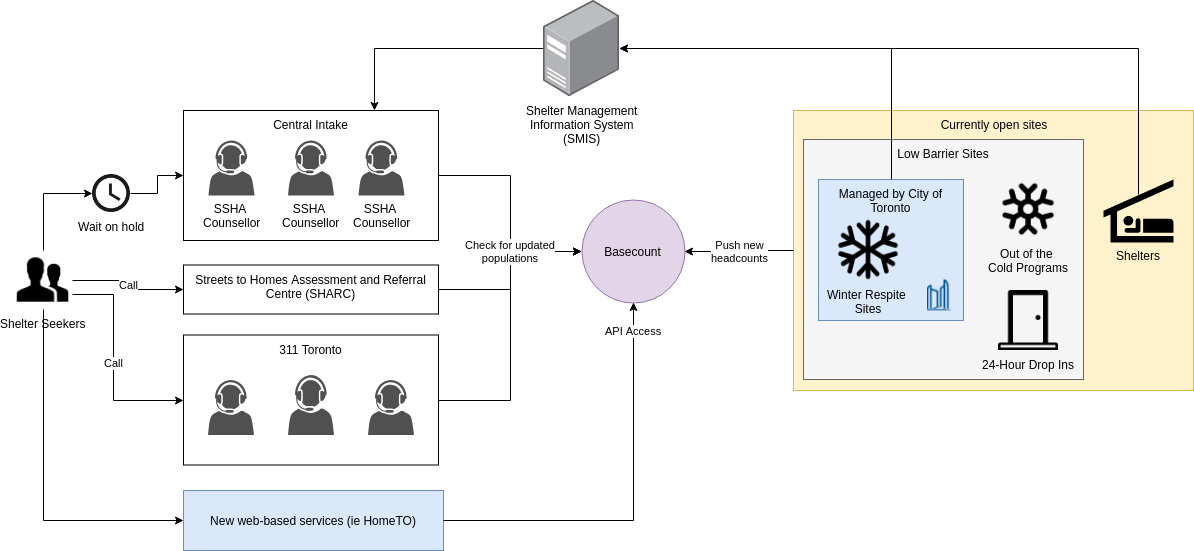 Shelter Management
Information System
(SMIS)
Central Intake
SSHA
Counsellor
SSHA
Counsellor
SSHA
Counsellor
Wait on hold
Shelter Seekers
Call
Call
Streets to Homes Assessment and Referral
Centre (SHARC)
311 Toronto
New web-based services (ie HomeTO)
Check for updated
populations
Basecount
API Access
Push new
headcounts
Currently open sites
Low Barrier Sites
Managed by City of
Toronto
Winter Respite
Sites
Out of the
Cold Programs
24-Hour Drop Ins
Shelters